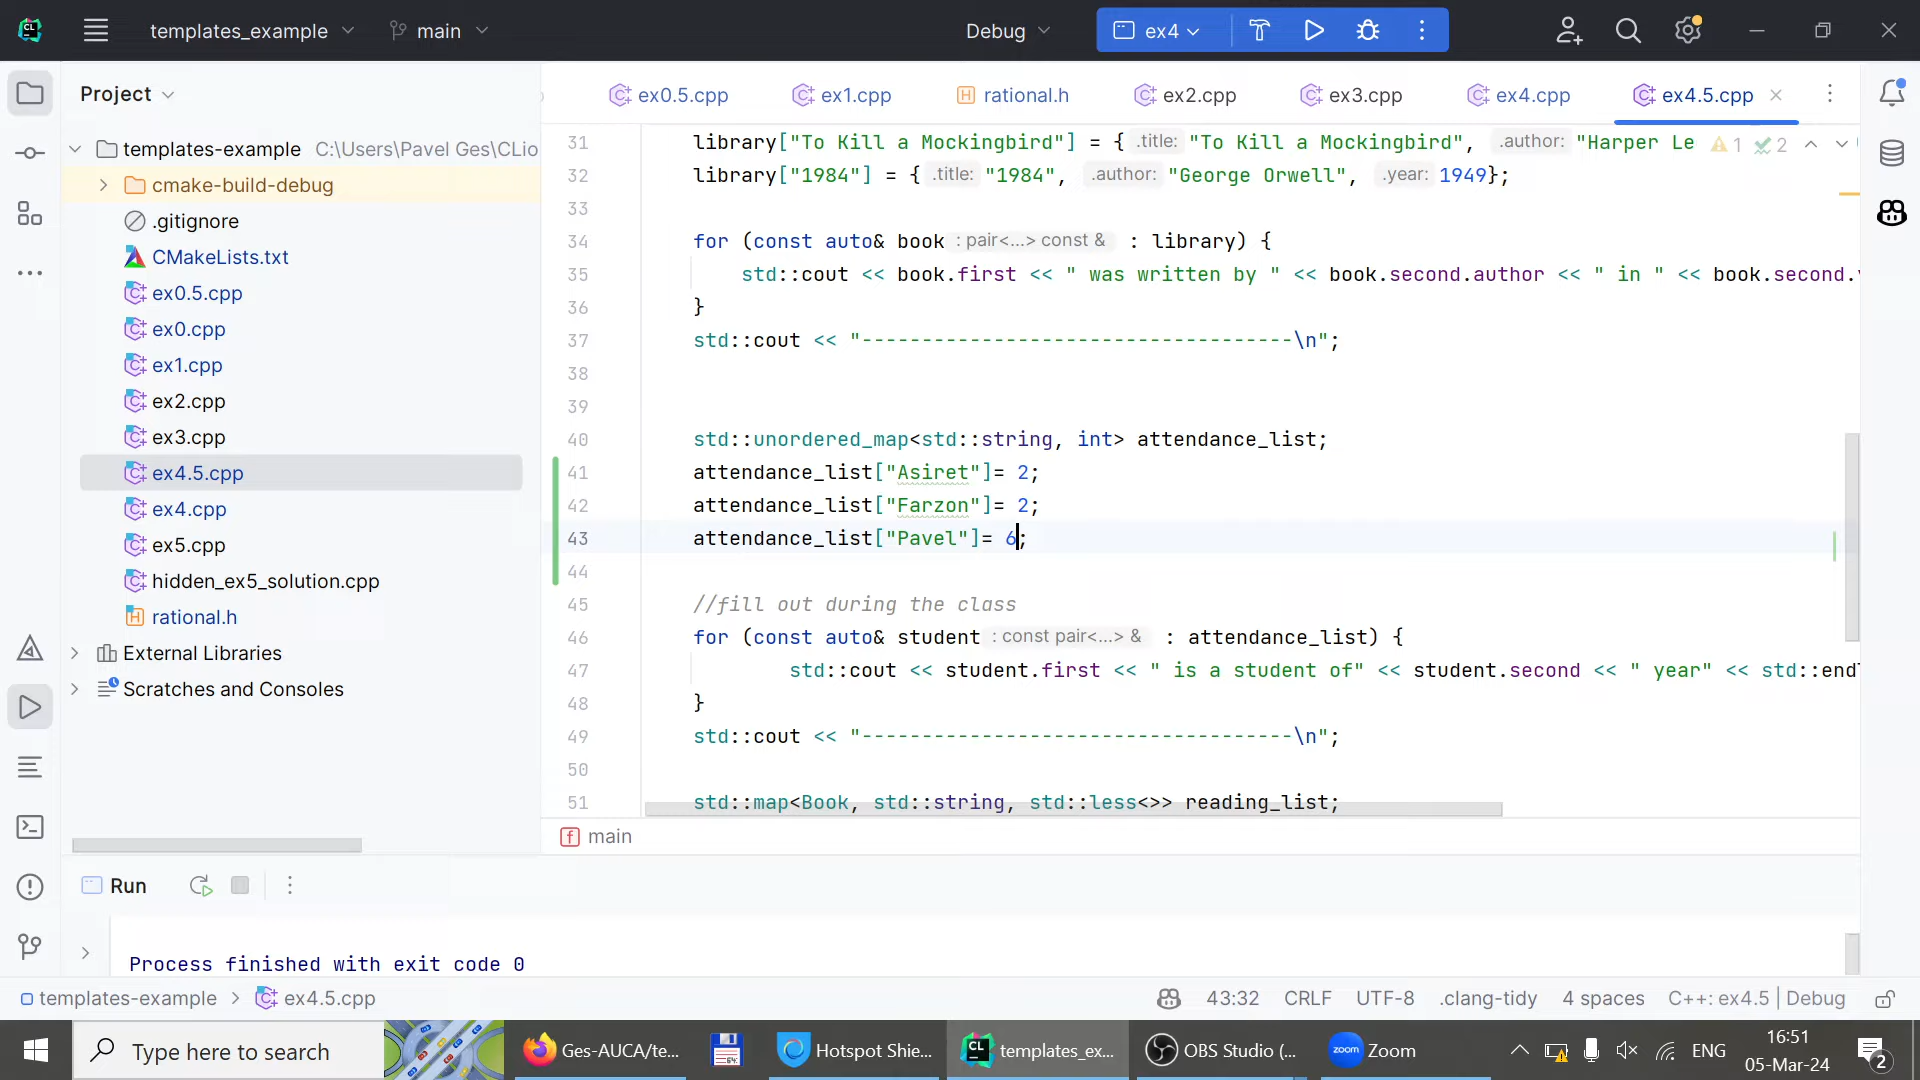 templates_example
main
Debug
ex4
Project
ex0.5.cpp
ex1.cpp
rational.h
ex2.cpp
ex3.cpp
ex4.cpp
ex4.5.cpp
templates-example C:\Users\Pavel Ges\CLio
cmake-build-debug
.gitignore
CMakeLists.txt
ex0.5.cpp
ex0.cpp
ex1.cpp
ex2.cpp
ex3.cpp
ex4.5.cpp
ex4.cpp
ex5.cpp
hidden_ex5_solution.cpp
rational.h
External Libraries
Scratches and Consoles
31 library["To Kill a Mockingbird"] = { .title: "To Kill a Mockingbird", .author: "Harper Le 1 2
32 library["1984"] = { .title: "1984", .author: "George Orwell", .year: 1949};
33
34 for (const auto& book : pair<...> const & : library) {
35 std::cout << book.first << " was written by " << book.second.author << " in " << book.second.
36 }
37 std::cout << "------------------------------------\n";
38
39
40 std::unordered_map<std::string, int> attendance_list;
41 attendance_list["Asiret"]= 2;
42 attendance_list["Farzon"]= 2;
43 attendance_list["Pavel"]= 6;
44
45 //fill out during the class
46 for (const auto& student : const pair<...> & : attendance_list) {
47 std::cout << student.first << " is a student of" << student.second << " year" << std::end
48 }
49 std::cout << "------------------------------------\n";
50
51 std::map<Book, std::string, std::less<>> reading_list;
main
Run
Process finished with exit code 0
templates-example > ex4.5.cpp
43:32 CRLF UTF-8 .clang-tidy 4 spaces C++: ex4.5 | Debug
Type here to search
Ges-AUCA/te...
64
Hotspot Shie...
templates_ex...
OBS Studio (...
zoom Zoom
ENG
16:51
05-Mar-24
2